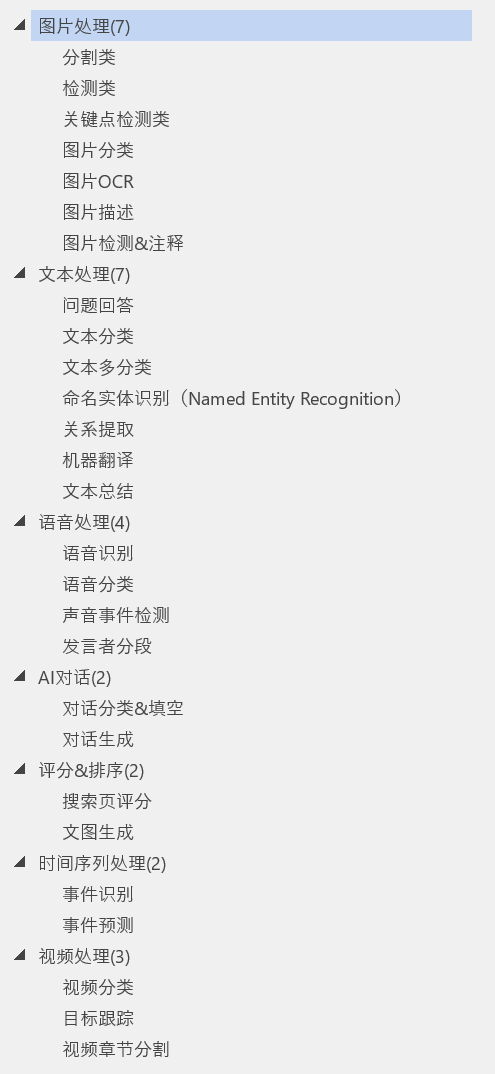 图片处理(7)
分割类
检测类
关键点检测类
图片分类
图片OCR
图片描述
图片检测&注释
文本处理(7)
问题回答
文本分类
文本多分类
命名实体识别（Named Entity Recognition）
关系提取
机器翻译
文本总结
语音处理(4)
语音识别
语音分类
声音事件检测
发言者分段
AI对话(2)
对话分类&填空
对话生成
评分&排序(2)
搜索页评分
文图生成
时间序列处理(2)
事件识别
事件预测
视频处理(3)
视频分类
目标跟踪
视频章节分割